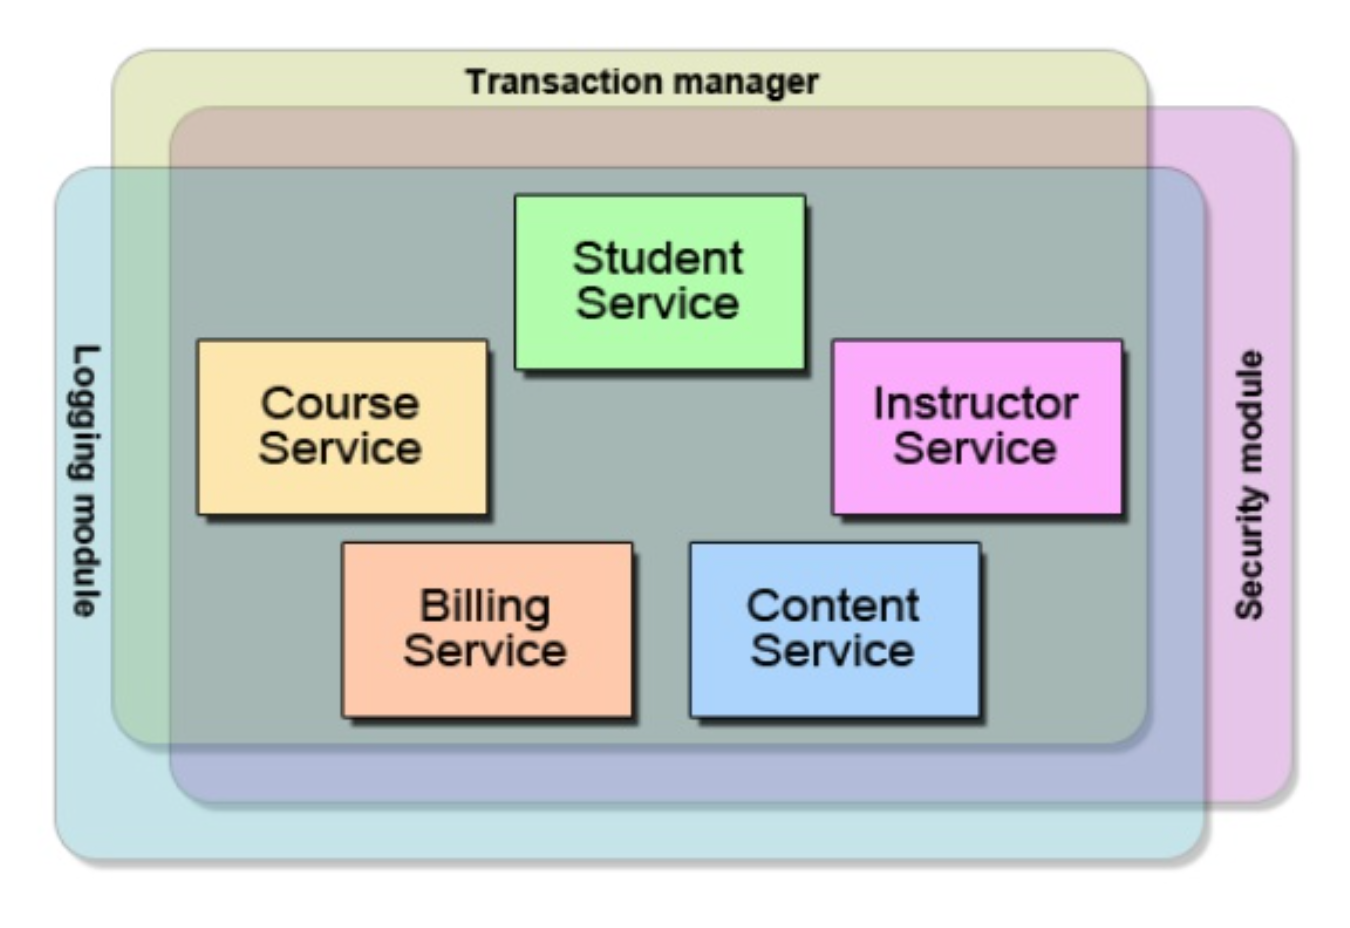 Transaction manager
Student
Service
Course
Service
Instructor
Service
Logging module
Security module
Billing
Service
Content
Service